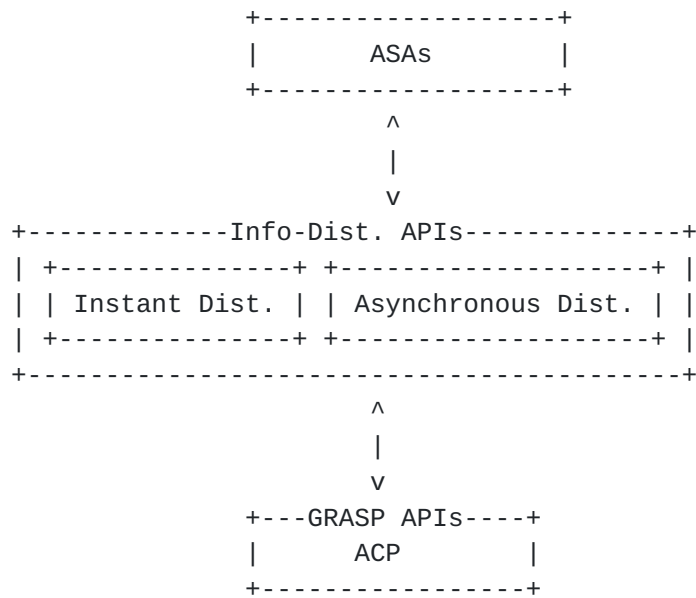 ASAs
Info-Dist. APIs
Instant Dist. Asynchronous Dist.
GRASP APIs
ACP